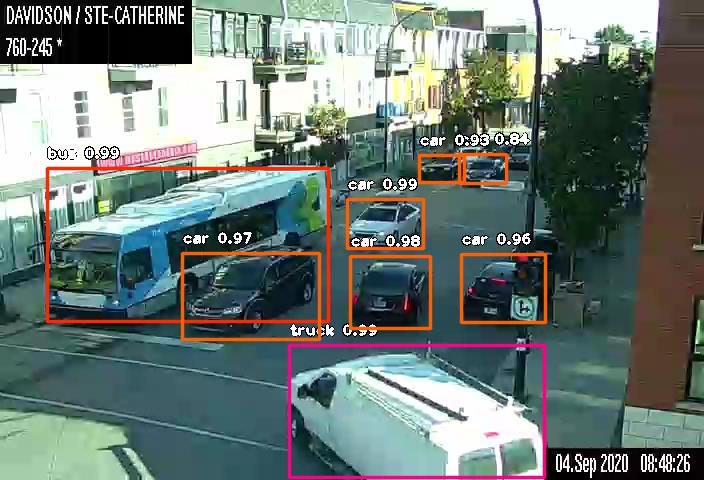 DAVIDSON / STE-CATHERINE
760-245 *
car 0.93
0.84
bus 0.99
car 0.99
car 0.97
car 0.98
car 0.96
truck 0.99
04.Sep 2020 08:48:26